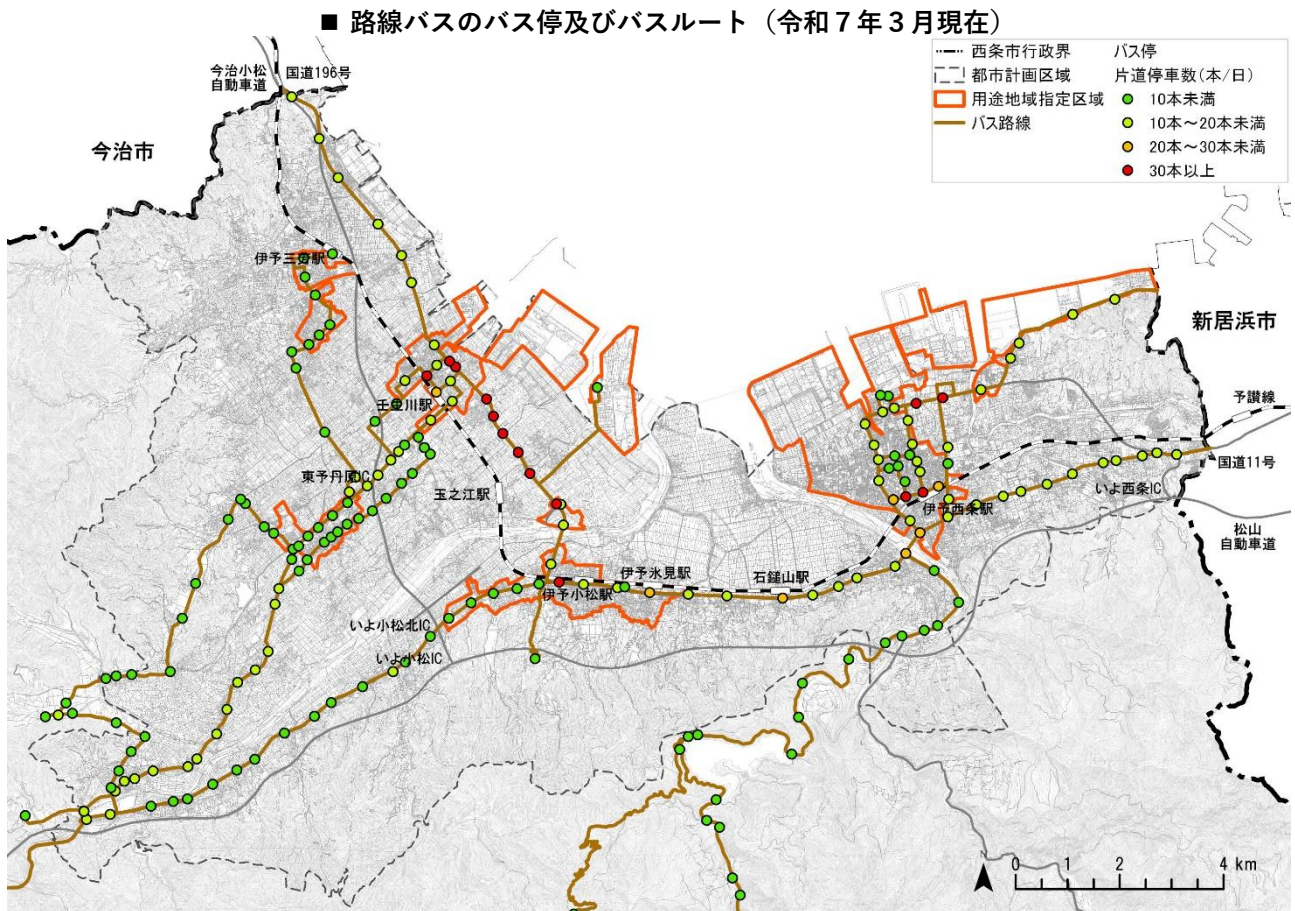 ■ 路線バスのバス停及びバスルート（令和７年３月現在）
西条市行政界
都市計画区域
用途地域指定区域
バス路線
バス停
片道停車数(本/日)
10本未満
10本～20本未満
20本～30本未満
30本以上
今治小松
自動車道
国道196号
今治市
伊予三芳駅
壬生川駅
東予丹原IC
玉之江駅
いよ小松北IC
いよ小松IC
伊予小松駅
伊予氷見駅
石鎚山駅
伊予西条駅
いよ西条IC
新居浜市
予讃線
国道11号
松山
自動車道
N
0 1 2 4 km